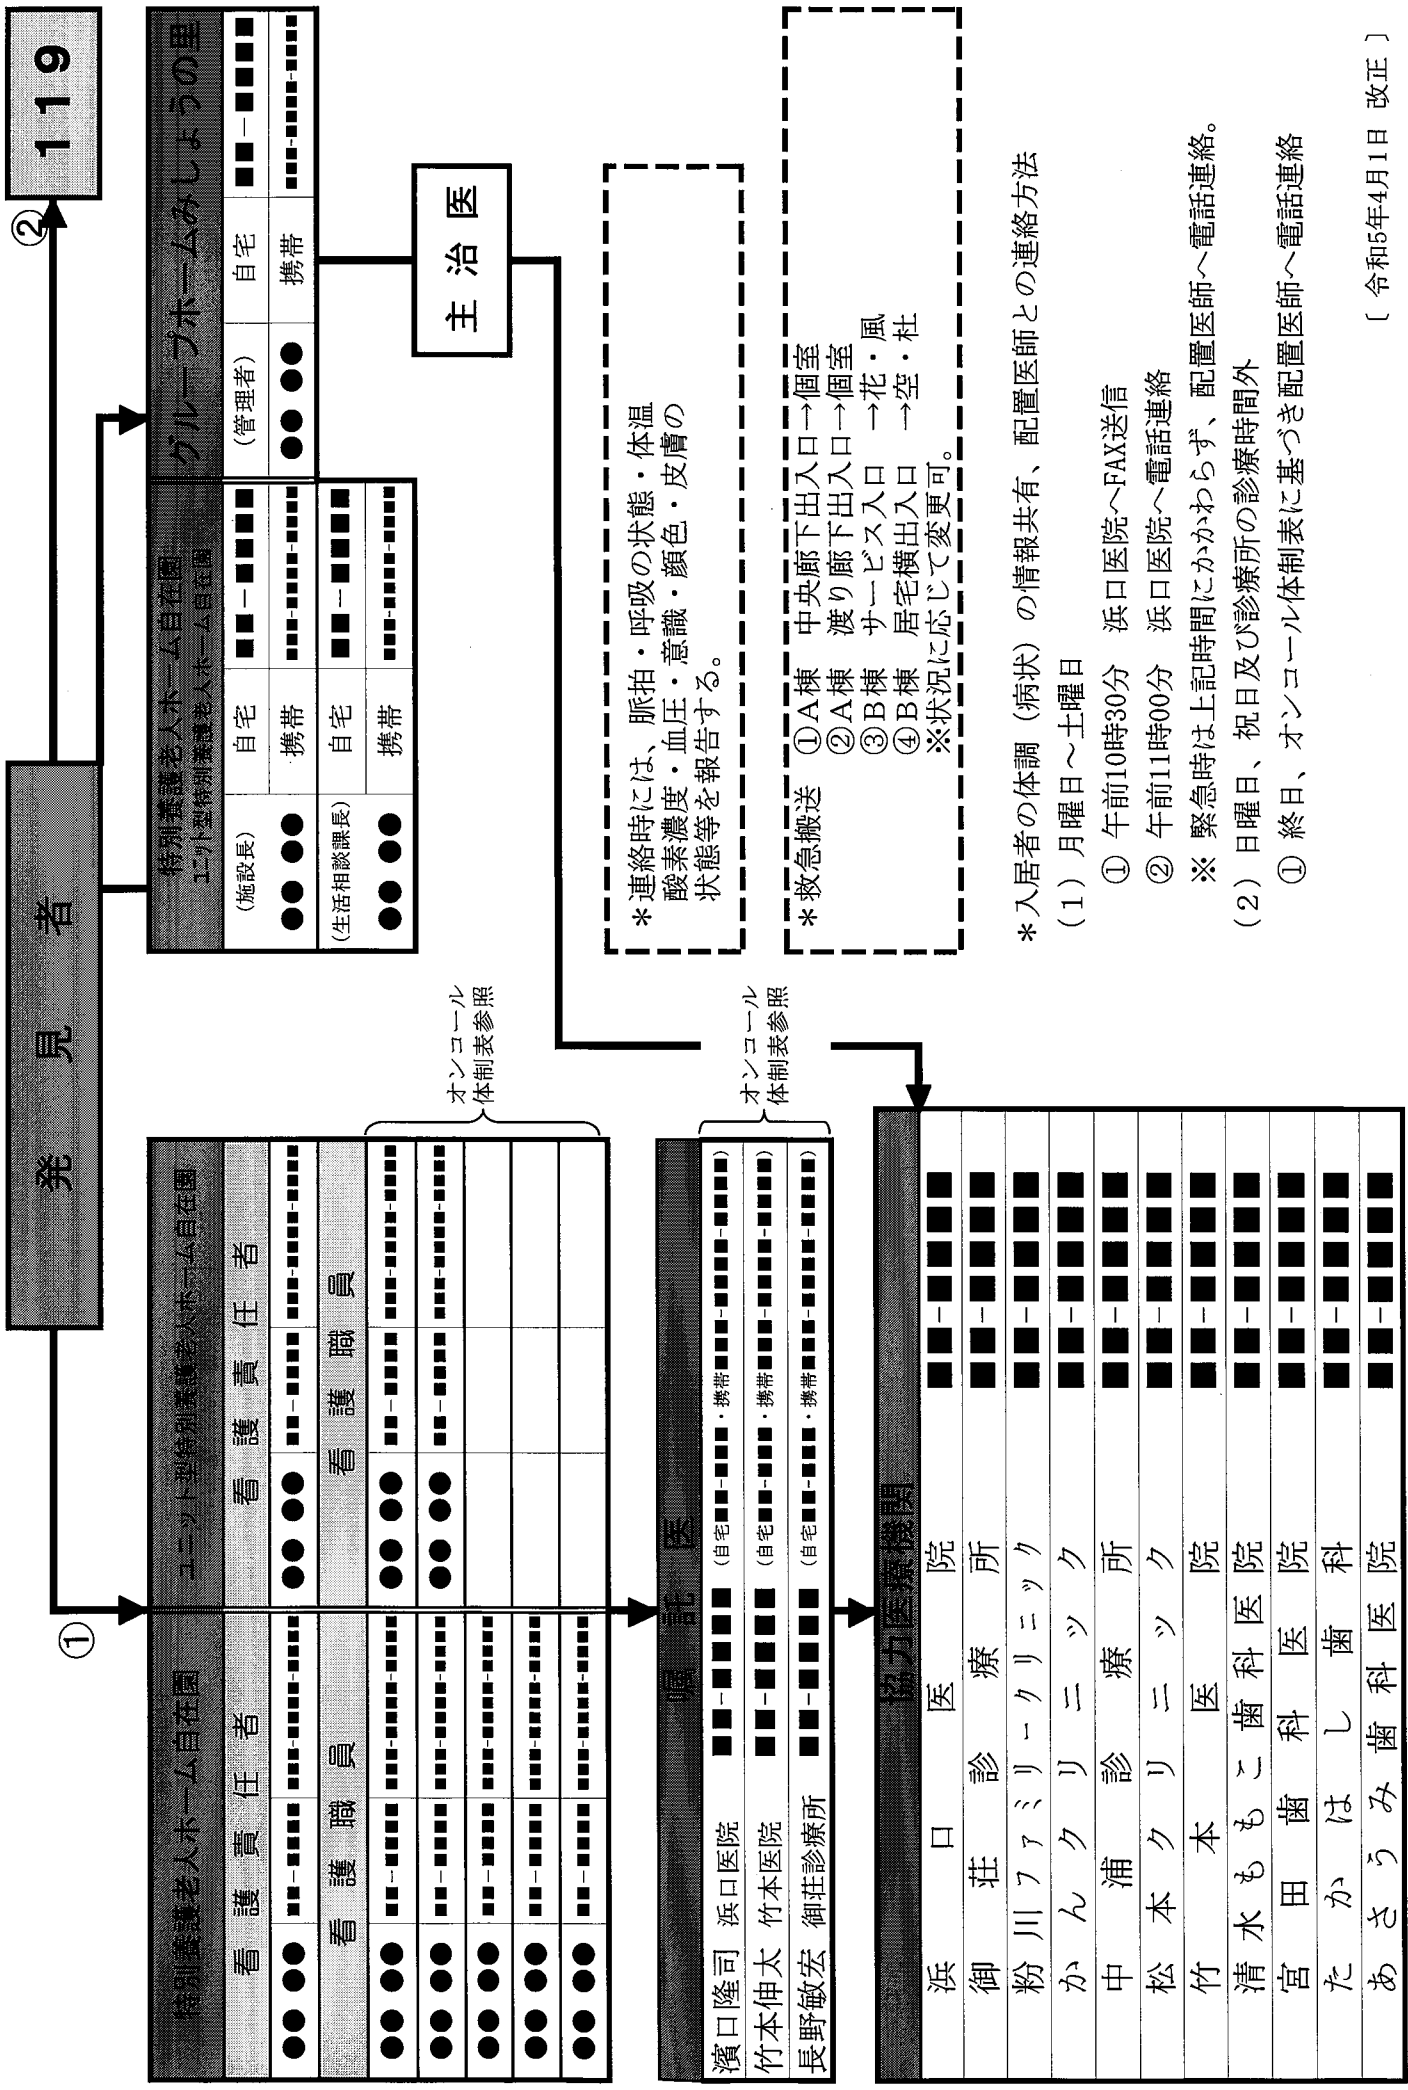 発見者
①
②
119
特別養護老人ホーム自在園
ユニット型特別養護老人ホーム自在園
看護責任者
看護責任者
●● ●● ■■-■■■■ ■■■-■■■■-■■■■
●● ●● ■■-■■■■ ■■■-■■■■-■■■■
看護職員
看護職員
●● ●● ■■-■■■■ ■■■-■■■■-■■■■
●● ●● ■■-■■■■ ■■■-■■■■-■■■■
●● ●● ■■-■■■■ ■■■-■■■■-■■■■
●● ●● ■■-■■■■ ■■■-■■■■-■■■■
●● ●● ■■-■■■■ ■■■-■■■■-■■■■
●● ●● ■■-■■■■ ■■■-■■■■-■■■■
●● ●● ■■-■■■■ ■■■-■■■■-■■■■
オンコール
体制表参照
特別養護老人ホーム自在園
ユニット型特別養護老人ホーム自在園
(施設長)
●● ●●
自宅 ■■-■■■■
携帯 ■■■-■■■■-■■■■
(生活相談課長)
●● ●●
自宅 ■■-■■■■
携帯 ■■■-■■■■-■■■■
グループホームみしょうの里
(管理者)
●● ●●
自宅 ■■-■■■■
携帯 ■■■-■■■■-■■■■
主治医
嘱託医
濱口隆司 浜口医院 ■■-■■■■ (自宅■■-■■■■・携帯■■■-■■■■-■■■■)
竹本伸太 竹本医院 ■■-■■■■ (自宅■■-■■■■・携帯■■■-■■■■-■■■■)
長野敏宏 御荘診療所 ■■-■■■■ (自宅■■-■■■■・携帯■■■-■■■■-■■■■)
オンコール
体制表参照
協力医療機関
浜口医院 ■■-■■■■
御荘診療所 ■■-■■■■
粉川ファミリークリニック ■■-■■■■
かんクリニック ■■-■■■■
中浦診療所 ■■-■■■■
松本クリニック ■■-■■■■
竹本医院 ■■-■■■■
清水ももこ歯科医院 ■■-■■■■
宮田歯科医院 ■■-■■■■
たかはし歯科 ■■-■■■■
あさうみ歯科医院 ■■-■■■■
*連絡時には、脈拍・呼吸の状態・体温
酸素濃度・血圧・意識・顔色・皮膚の
状態等を報告する。
*救急搬送 ①A棟 中央廊下出入口→個室
②A棟 渡り廊下出入口→個室
③B棟 サービス入口 →花・風
④B棟 居宅横出入口 →空・杜
※状況に応じて変更可。
*入居者の体調(病状)の情報共有、配置医師との連絡方法
(1)月曜日～土曜日
① 午前10時30分 浜口医院へFAX送信
② 午前11時00分 浜口医院へ電話連絡
※ 緊急時は上記時間にかかわらず、配置医師へ電話連絡。
(2)日曜日、祝日及び診療所の診療時間外
① 終日、オンコール体制表に基づき配置医師へ電話連絡
〔 令和5年4月1日 改正 〕